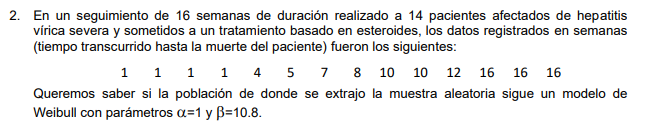 2. En un seguimiento de 16 semanas de duración realizado a 14 pacientes afectados de hepatitis
vírica severa y sometidos a un tratamiento basado en esteroides, los datos registrados en semanas
(tiempo transcurrido hasta la muerte del paciente) fueron los siguientes:
1 1 1 1 4 5 7 8 10 10 12 16 16 16
Queremos saber si la población de donde se extrajo la muestra aleatoria sigue un modelo de
Weibull con parámetros α=1 y β=10.8.